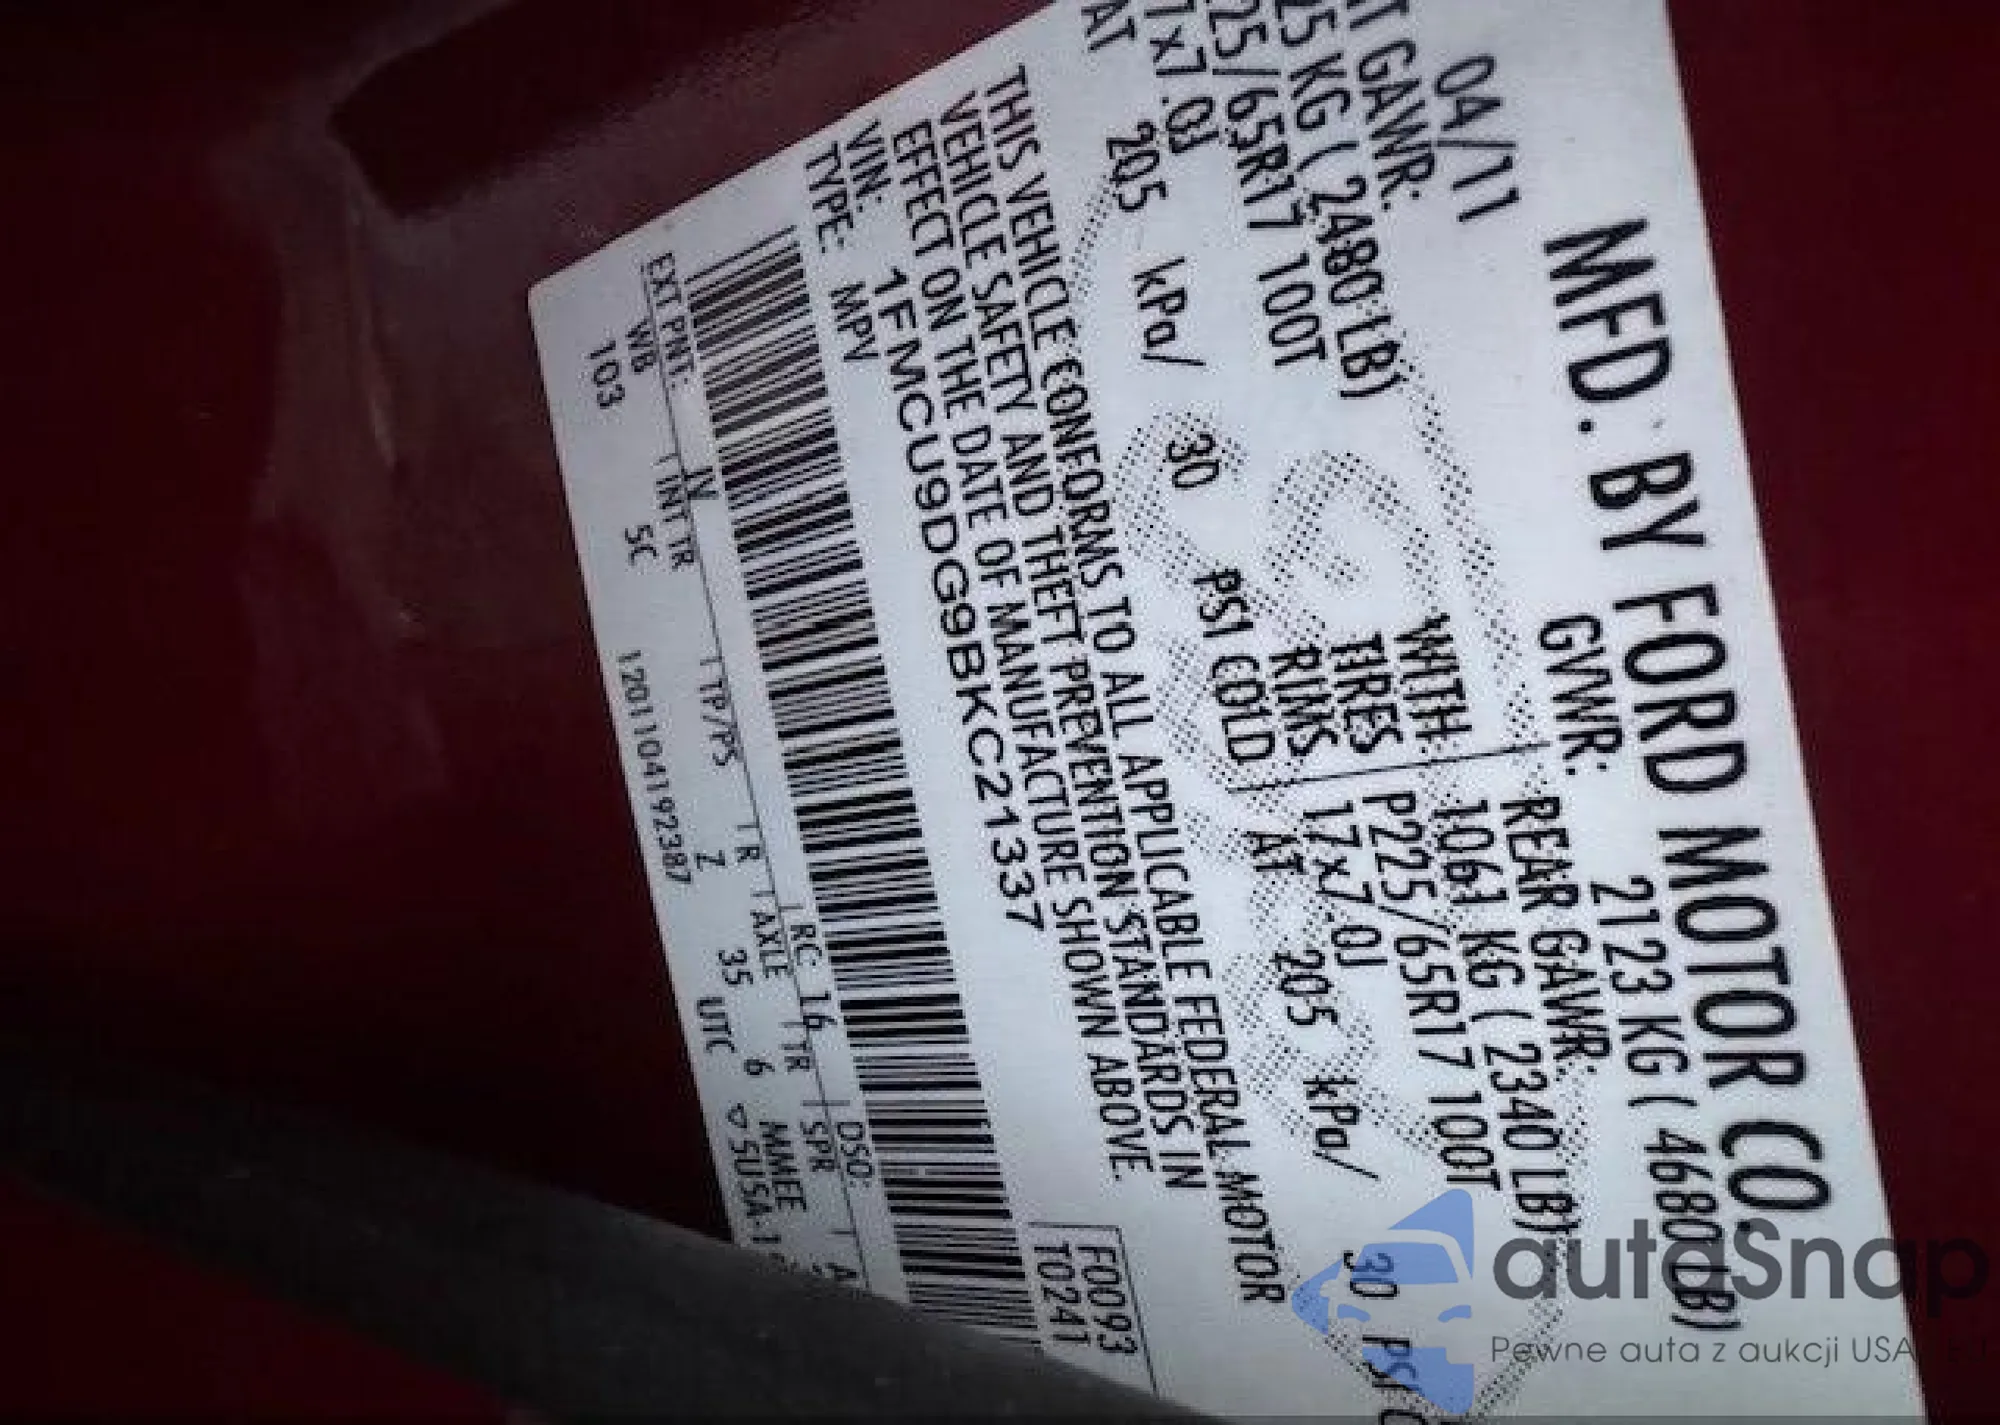 MFD. BY FORD MOTOR CO.
04/11 GVWR: 2123 KG ( 4680 LB)
T GAWR: REAR GAWR:
25 KG ( 2480 LB) WITH 1061 KG ( 2340 LB)
25/65R17 100T TIRES P225/65R17 100T
7x7.0J RIMS 17x7.0J
AT 205 kPa/ 30 PSI COLD AT 205 kPa/ 30 PSI
THIS VEHICLE CONFORMS TO ALL APPLICABLE FEDERAL MOTOR
VEHICLE SAFETY AND THEFT PREVENTION STANDARDS IN
EFFECT ON THE DATE OF MANUFACTURE SHOWN ABOVE.
VIN: 1FMCU9DG9BKC21337 F0093
TYPE: MPV T0241
EXT PNT: RC: 16 DSO:
WB INT TR TP/PS R AXLE TR SPR
103 5C Z 35 6 MMEE
12011041923B7 UTC ▽5USA-1
autoSnap
Pewne auta z aukcji USA